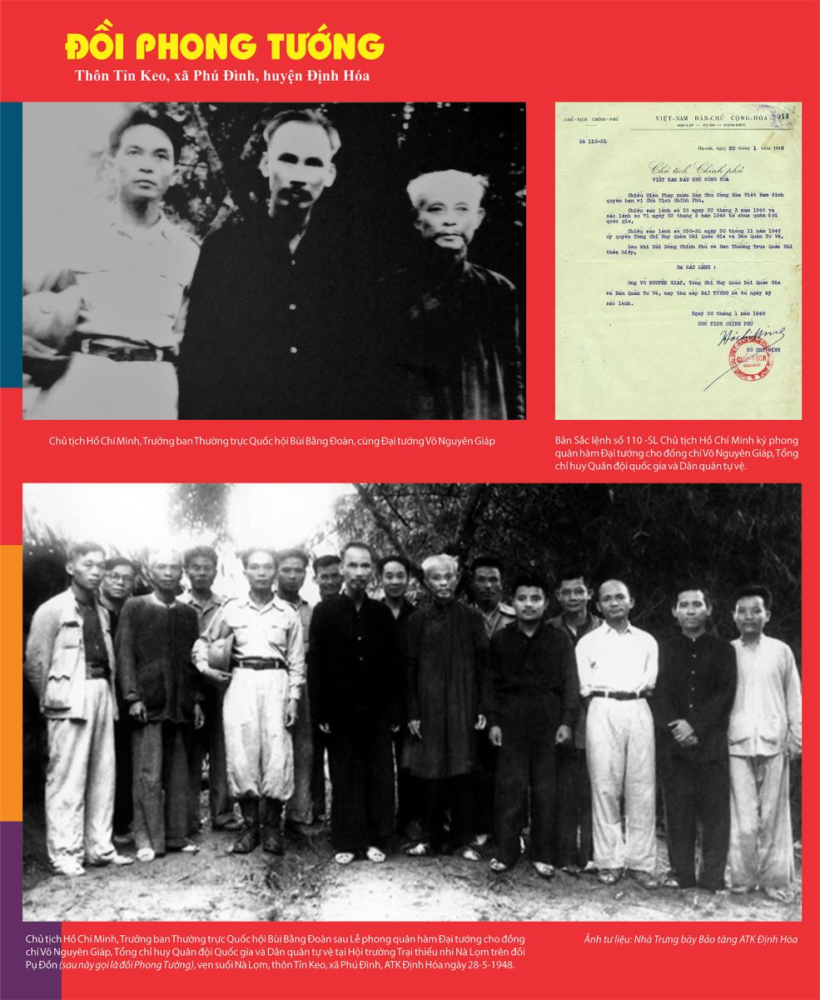 ĐỒI PHONG TƯỚNG
Thôn Tỉn Keo, xã Phú Đình, huyện Định Hóa
CHỦ-TỊCH CHÍNH-PHỦ
VIỆT-NAM DÂN-CHỦ CỘNG-HÒA
ĐỘC-LẬP — TỰ-DO — HẠNH-PHÚC
Số 110-SL
Hà-nội, ngày 20 tháng 1 năm 1948
Chủ tịch Chính phủ
VIỆT NAM DÂN CHỦ CỘNG HÒA
Chiếu Hiến Pháp nước Dân Chủ Cộng Hòa Việt Nam định
quyền hạn vị Chủ Tịch Chính Phủ,
Chiếu sắc lệnh số 33 ngày 22 tháng 3 năm 1946 và
sắc lệnh số 71 ngày 22 tháng 5 năm 1946 tổ chức quân đội
quốc gia,
Chiếu sắc lệnh số 230-SL ngày 30 tháng 11 năm 1946
uỷ quyền Tổng Chỉ Huy Quân Đội Quốc Gia và Dân Quân Tự Vệ,
Sau khi Hội Đồng Chính Phủ và Ban Thường Trực Quốc Hội
thỏa hiệp,
RA SẮC LỆNH :
Ông VÕ NGUYÊN GIÁP, Tổng Chỉ Huy Quân Đội Quốc Gia
và Dân Quân Tự Vệ, nay thụ cấp ĐẠI TƯỚNG kể từ ngày ký
sắc lệnh.
Ngày 20 tháng 1 năm 1948
CHỦ TỊCH CHÍNH PHỦ
HỒ CHÍ MINH
CHỦ-TỊCH
Chủ tịch Hồ Chí Minh, Trưởng ban Thường trực Quốc hội Bùi Bằng Đoàn, cùng Đại tướng Võ Nguyên Giáp
Bản Sắc lệnh số 110 -SL Chủ tịch Hồ Chí Minh ký phong
quân hàm Đại tướng cho đồng chí Võ Nguyên Giáp, Tổng
chỉ huy Quân đội quốc gia và Dân quân tự vệ.
Chủ tịch Hồ Chí Minh, Trưởng ban Thường trực Quốc hội Bùi Bằng Đoàn sau Lễ phong quân hàm Đại tướng cho đồng
chí Võ Nguyên Giáp, Tổng chỉ huy Quân đội Quốc gia và Dân quân tự vệ tại Hội trường Trại thiếu nhi Nà Lọm trên đồi
Pụ Đồn (sau này gọi là đồi Phong Tướng), ven suối Nà Lọm, thôn Tỉn Keo, xã Phú Đình, ATK Định Hóa ngày 28-5-1948.
Ảnh tư liệu: Nhà Trưng bày Bảo tàng ATK Định Hóa